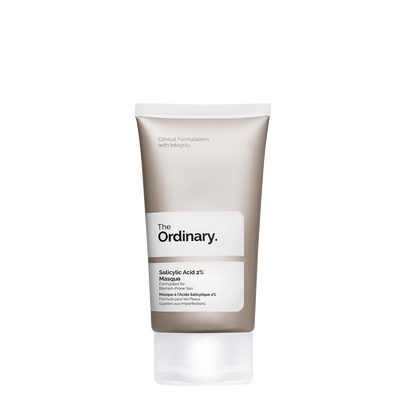 Clinical Formulations
with Integrity.
The
Ordinary.
Salicylic Acid 2%
Masque
Formulated for
Blemish-Prone Skin
Masque à l'Acide Salicylique 2%
Formulé pour les Peaux
Sujettes aux Imperfections